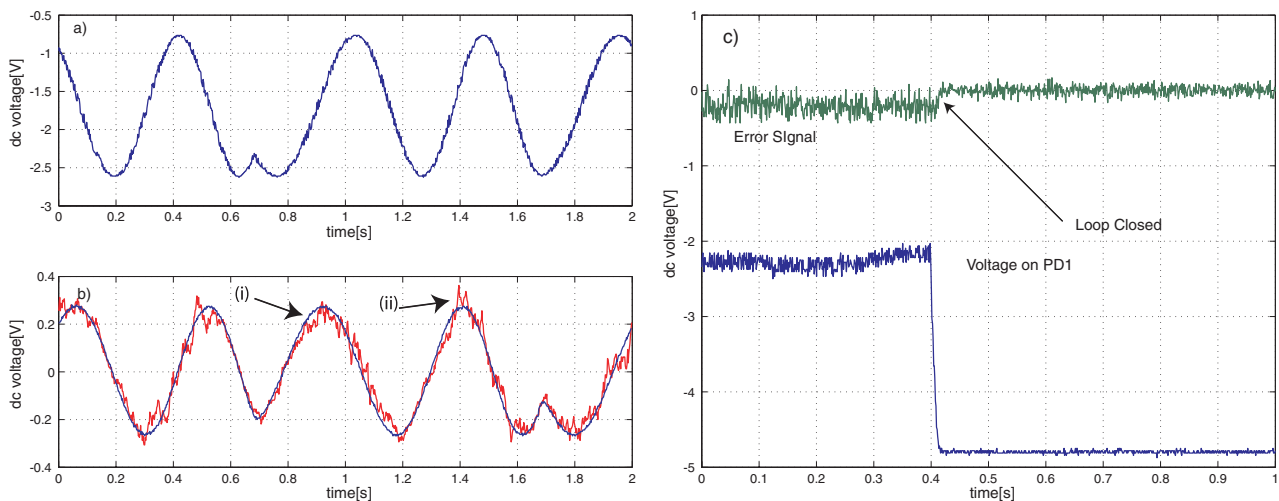 a)
dc voltage[V]
-0.5
-1
-1.5
-2
-2.5
-3
0 0.2 0.4 0.6 0.8 1 1.2 1.4 1.6 1.8 2
time[s]
b)
(i)
(ii)
dc voltage[V]
0.4
0.2
0
-0.2
-0.4
0 0.2 0.4 0.6 0.8 1 1.2 1.4 1.6 1.8 2
time[s]
c)
dc voltage[V]
1
0
-1
-2
-3
-4
-5
Error SIgnal
Loop Closed
Voltage on PD1
0 0.1 0.2 0.3 0.4 0.5 0.6 0.7 0.8 0.9 1
time[s]